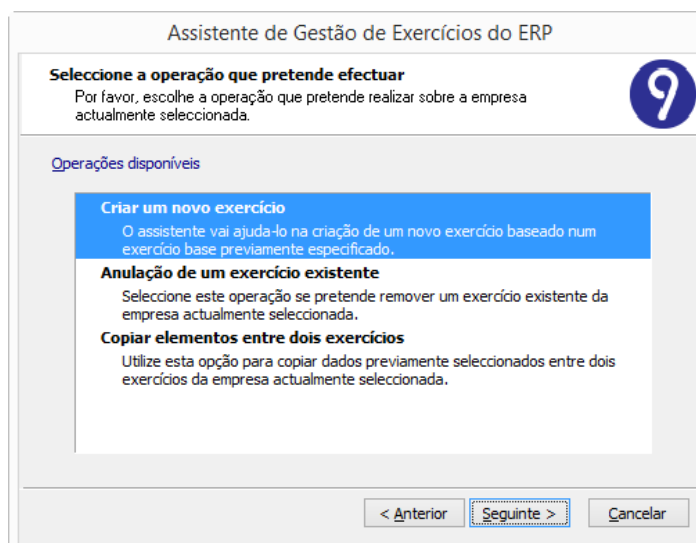 Assistente de Gestão de Exercícios do ERP
Seleccione a operação que pretende efectuar
Por favor, escolhe a operação que pretende realizar sobre a empresa
actualmente seleccionada.
9
Operações disponíveis
Criar um novo exercício
O assistente vai ajuda-lo na criação de um novo exercício baseado num
exercício base previamente especificado.
Anulação de um exercício existente
Seleccione este operação se pretende remover um exercício existente da
empresa actualmente seleccionada.
Copiar elementos entre dois exercícios
Utilize esta opção para copiar dados previamente seleccionados entre dois
exercícios da empresa actualmente seleccionada.
< Anterior
Seguinte >
Cancelar